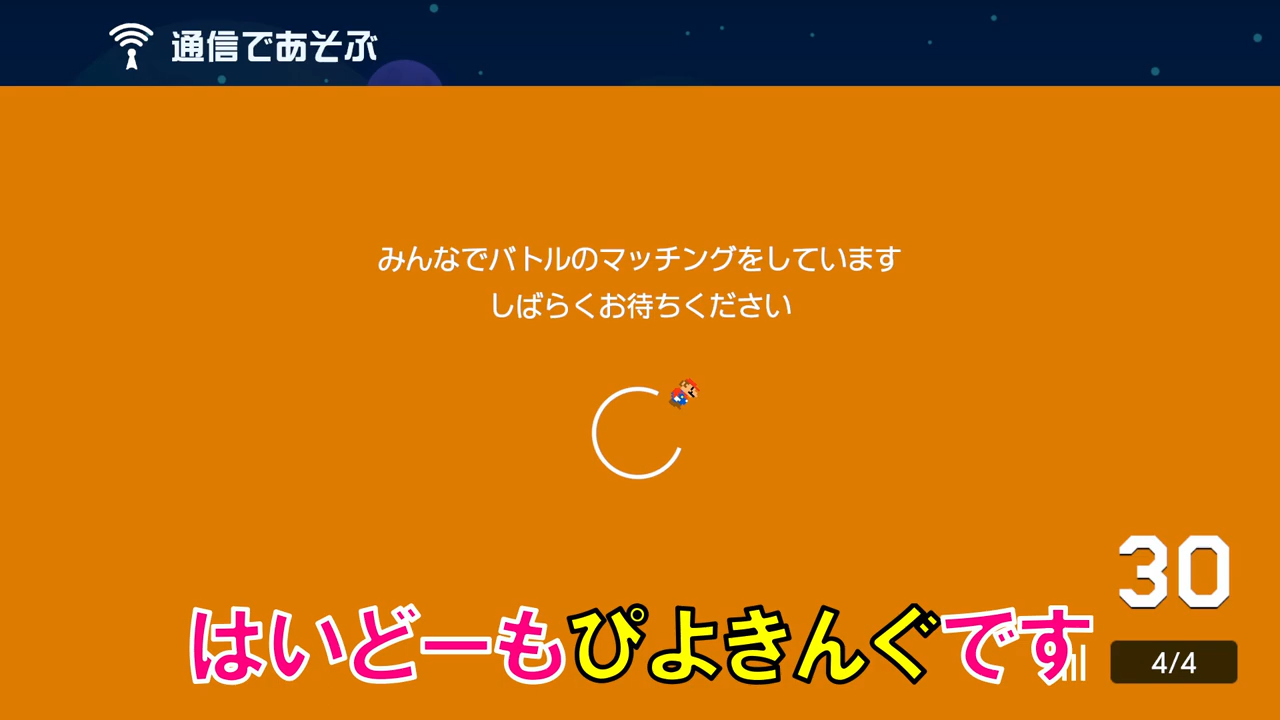 通信であそぶ
みんなでバトルのマッチングをしています
しばらくお待ちください
30
はいどーもぴよきんぐです
4/4